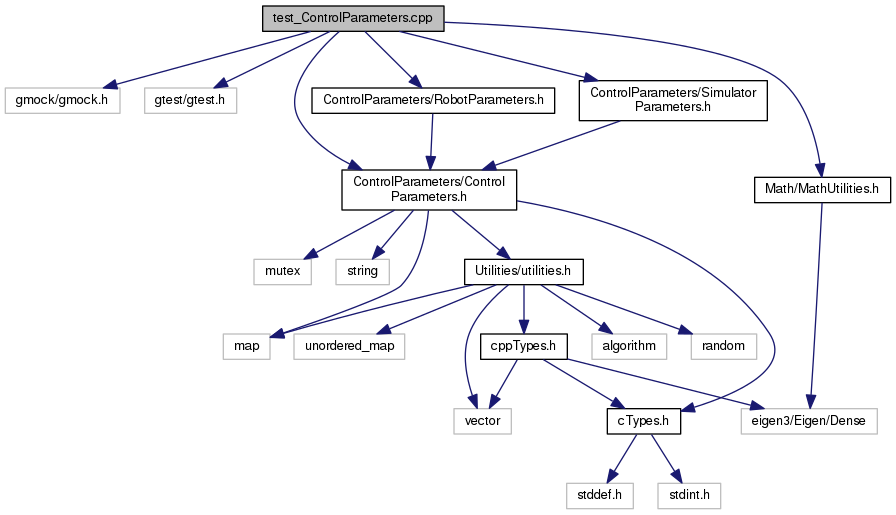 test_ControlParameters.cpp
gmock/gmock.h
gtest/gtest.h
ControlParameters/RobotParameters.h
ControlParameters/Simulator
Parameters.h
ControlParameters/Control
Parameters.h
Math/MathUtilities.h
mutex
string
Utilities/utilities.h
map
unordered_map
cppTypes.h
algorithm
random
vector
cTypes.h
eigen3/Eigen/Dense
stddef.h
stdint.h